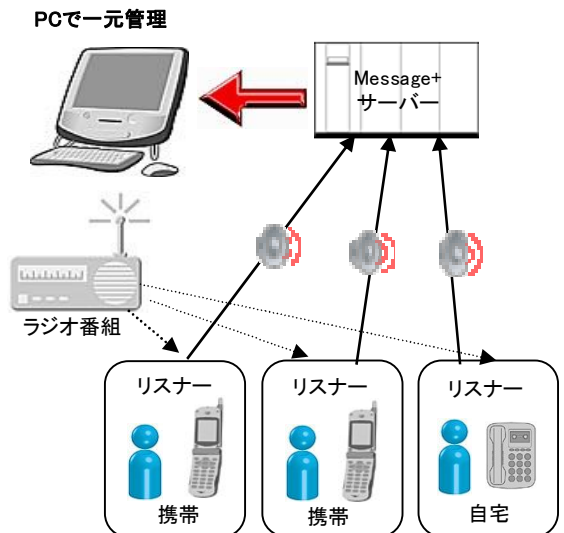 PCで一元管理
Message+
サーバー
ラジオ番組
リスナー
携帯
リスナー
携帯
リスナー
自宅